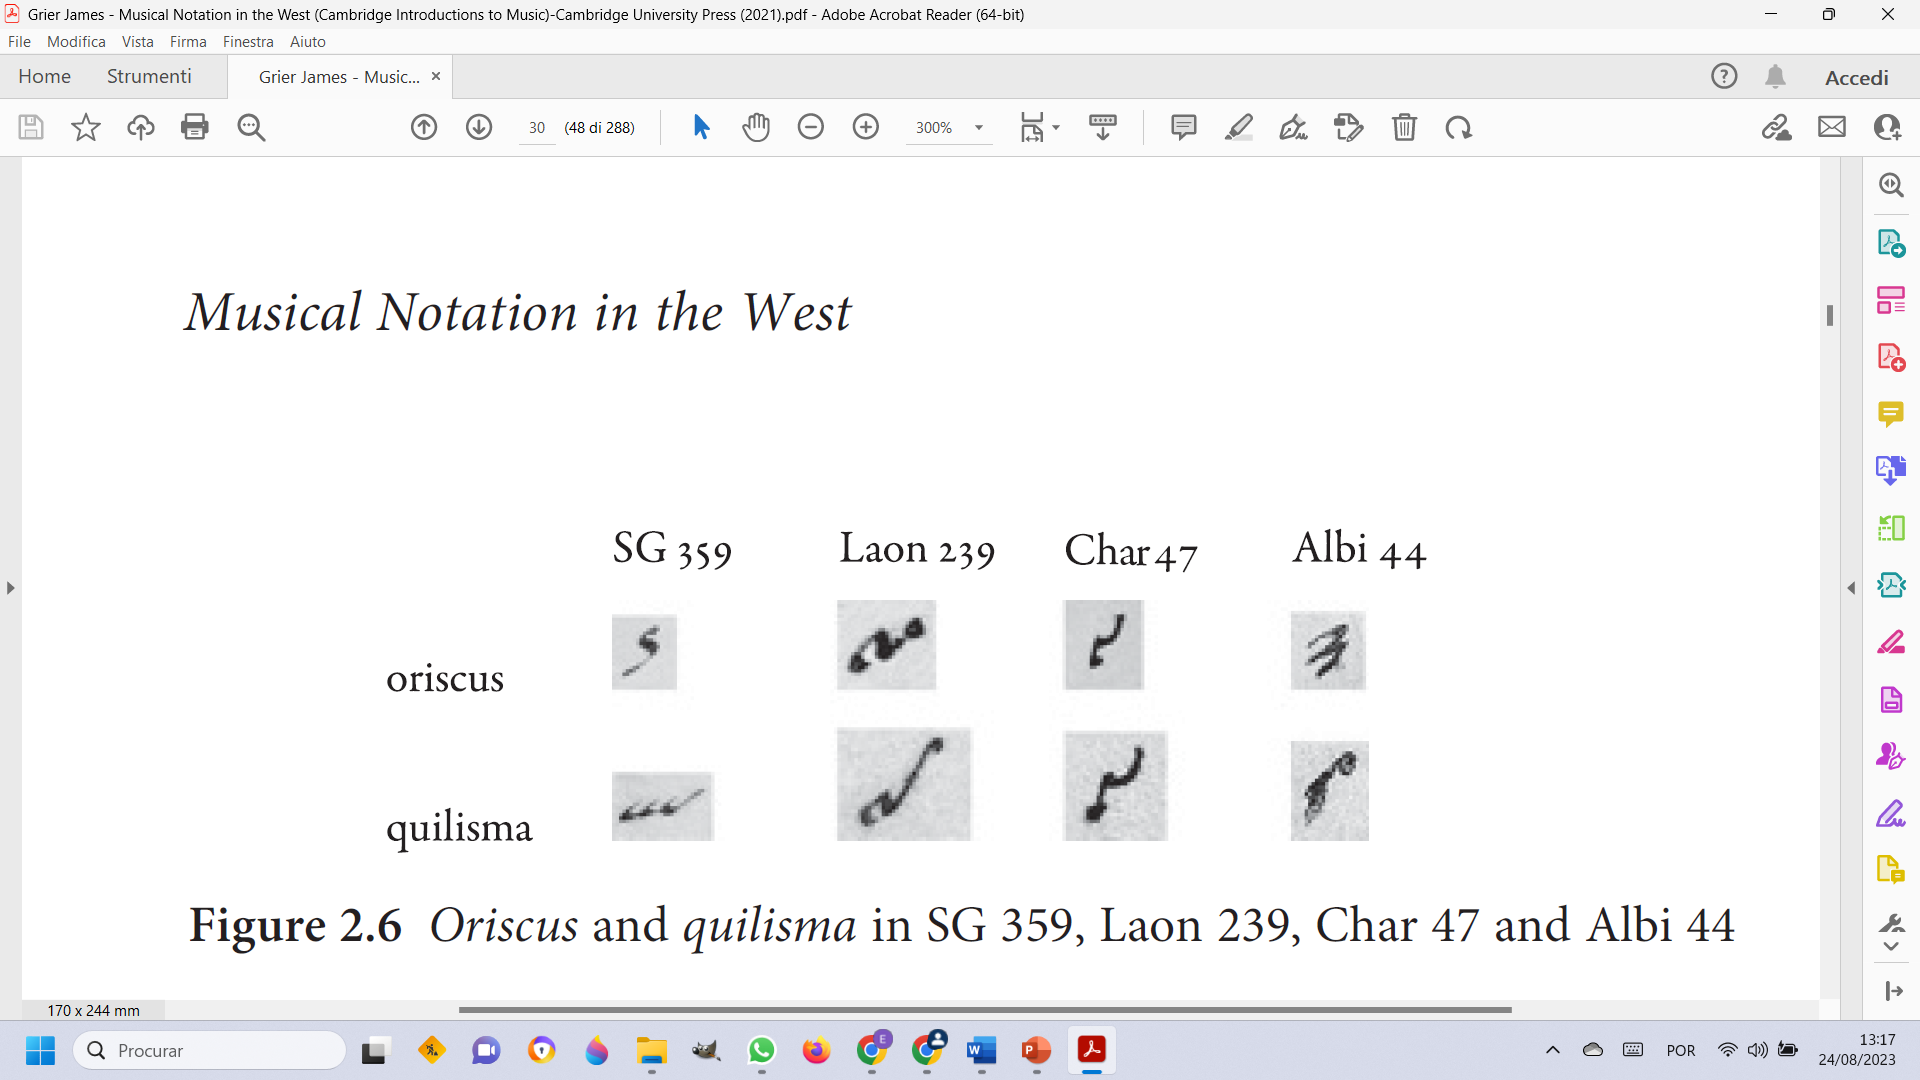 Grier James - Musical Notation in the West (Cambridge Introductions to Music)-Cambridge University Press (2021).pdf - Adobe Acrobat Reader (64-bit)
File Modifica Vista Firma Finestra Aiuto
Home Strumenti Grier James - Music... × Accedi
30 (48 di 288) 300%
Musical Notation in the West
SG 359 Laon 239 Char 47 Albi 44
oriscus
quilisma
Figure 2.6 Oriscus and quilisma in SG 359, Laon 239, Char 47 and Albi 44
170 x 244 mm
Procurar
POR
13:17
24/08/2023